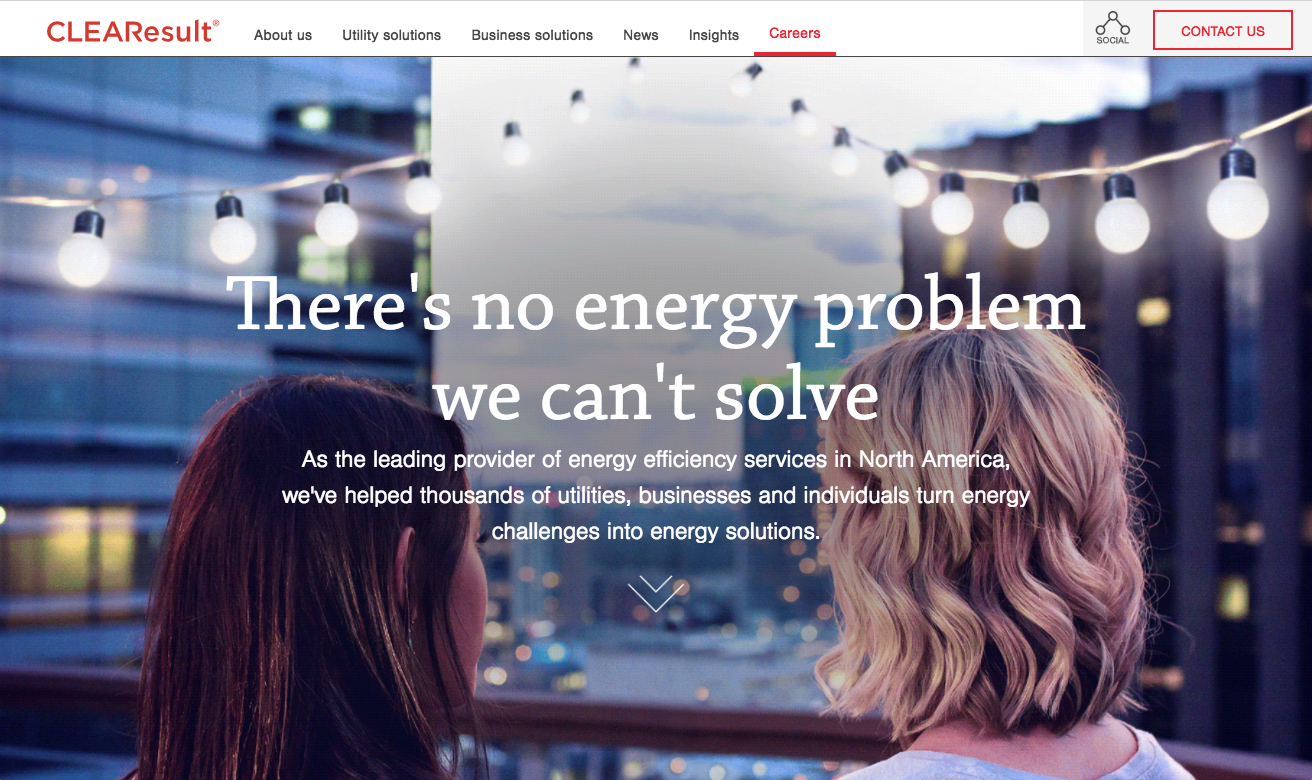 CLEAResult®
About us
Utility solutions
Business solutions
News
Insights
Careers
SOCIAL
CONTACT US
There's no energy problem
we can't solve
As the leading provider of energy efficiency services in North America,
we've helped thousands of utilities, businesses and individuals turn energy
challenges into energy solutions.